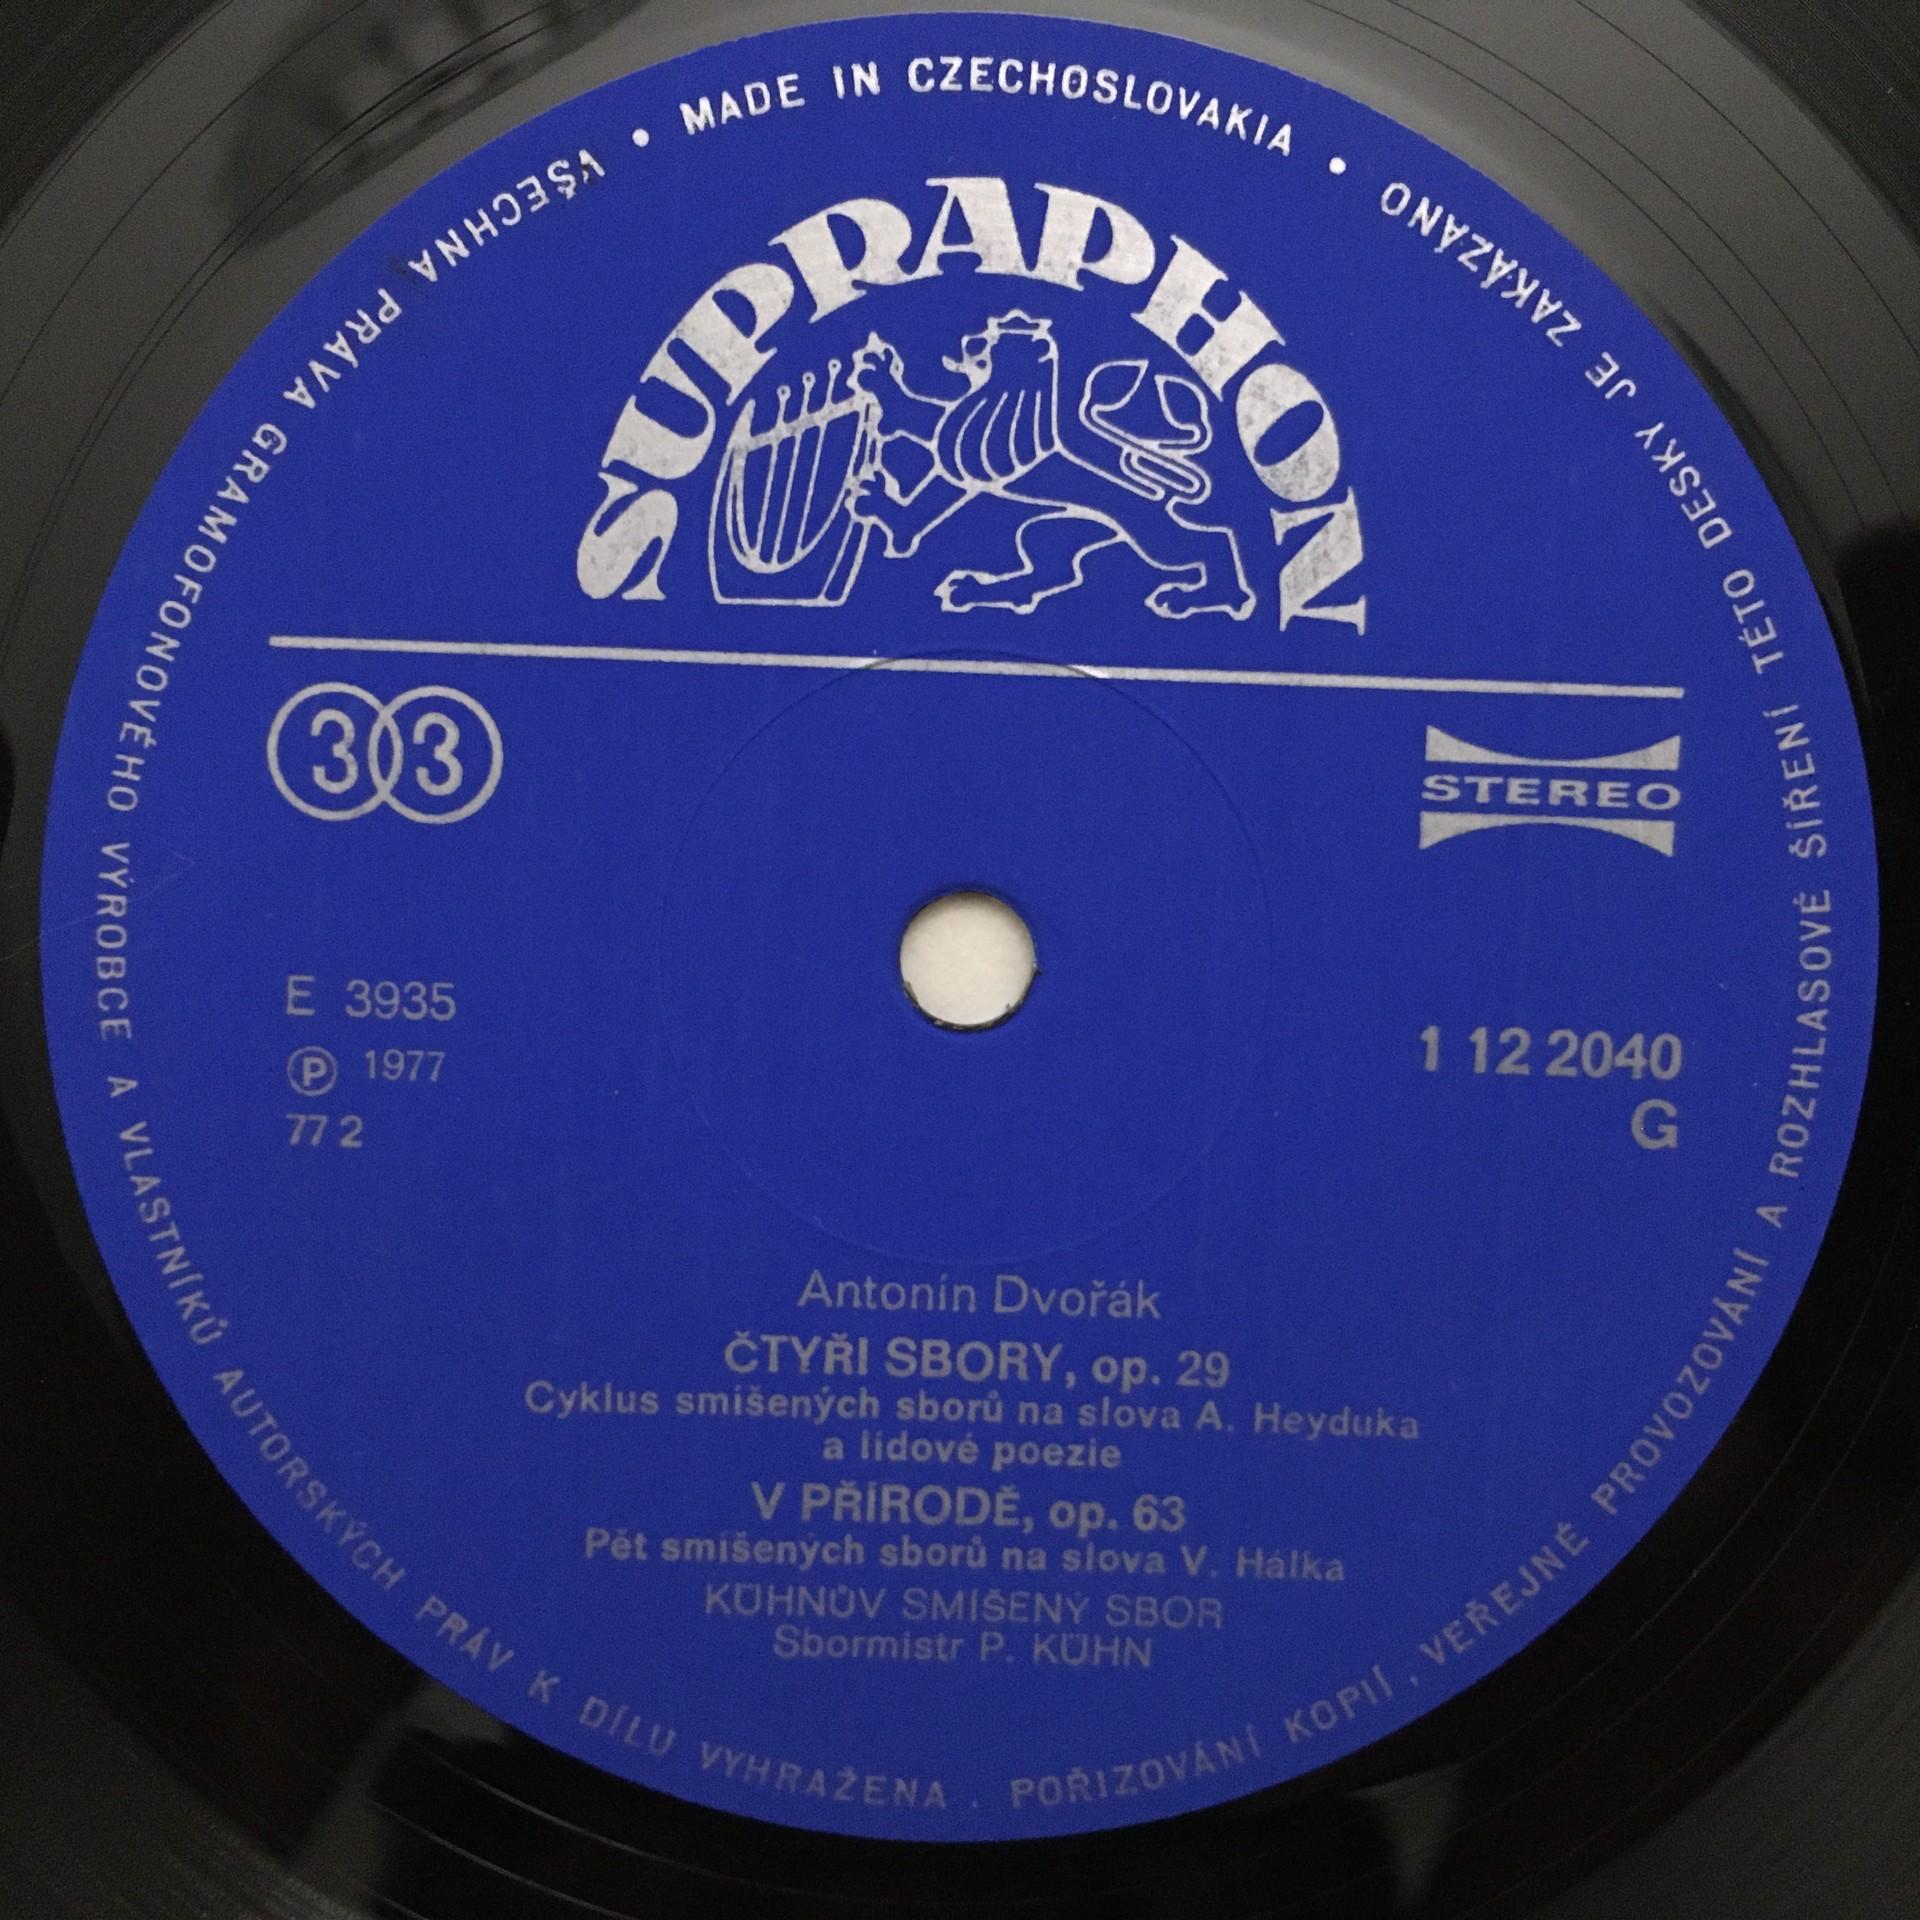 MADE IN CZECHOSLOVAKIA •
VŠECHNA PRÁVA GRAMOFONOVÉHO VÝROBCE A VLASTNÍKŮ AUTORSKÝCH PRÁV K DÍLU VYHRAŽENA . POŘIZOVÁNÍ KOPIÍ , VEŘEJNÉ PROVOZOVÁNÍ A ROZHLASOVÉ ŠÍŘENÍ TÉTO DESKY JE ZAKÁZÁNO •
SUPRAPHON
33
STEREO
E 3935
Ⓟ 1977
77 2
1 12 2040
G
Antonín Dvořák
ČTYŘI SBORY, op. 29
Cyklus smíšených sborů na slova A. Heyduka
a lidové poezie
V PŘÍRODĚ, op. 63
Pět smíšených sborů na slova V. Hálka
KÜHNŮV SMÍŠENÝ SBOR
Sbormistr P. KÜHN